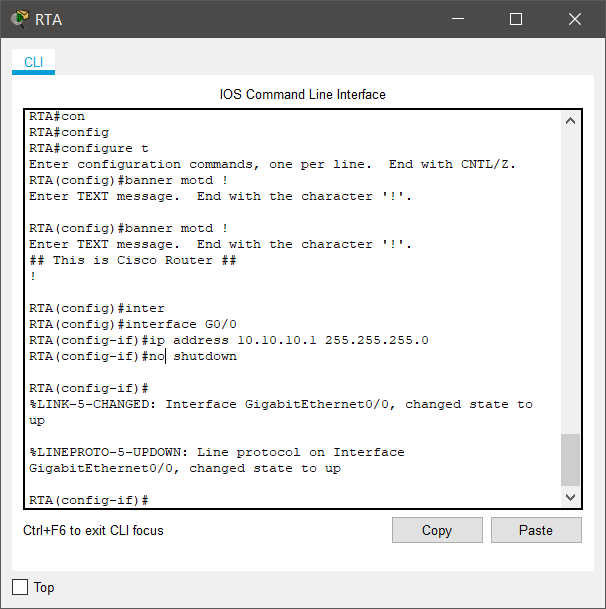 RTA
CLI
IOS Command Line Interface
RTA#con
RTA#config
RTA#configure t
Enter configuration commands, one per line.  End with CNTL/Z.
RTA(config)#banner motd !
Enter TEXT message.  End with the character '!'.
RTA(config)#banner motd !
Enter TEXT message.  End with the character '!'.
## This is Cisco Router ##
!
RTA(config)#inter
RTA(config)#interface G0/0
RTA(config-if)#ip address 10.10.10.1 255.255.255.0
RTA(config-if)#no shutdown
RTA(config-if)#
%LINK-5-CHANGED: Interface GigabitEthernet0/0, changed state to
up
%LINEPROTO-5-UPDOWN: Line protocol on Interface
GigabitEthernet0/0, changed state to up
RTA(config-if)#
Ctrl+F6 to exit CLI focus
Copy
Paste
Top